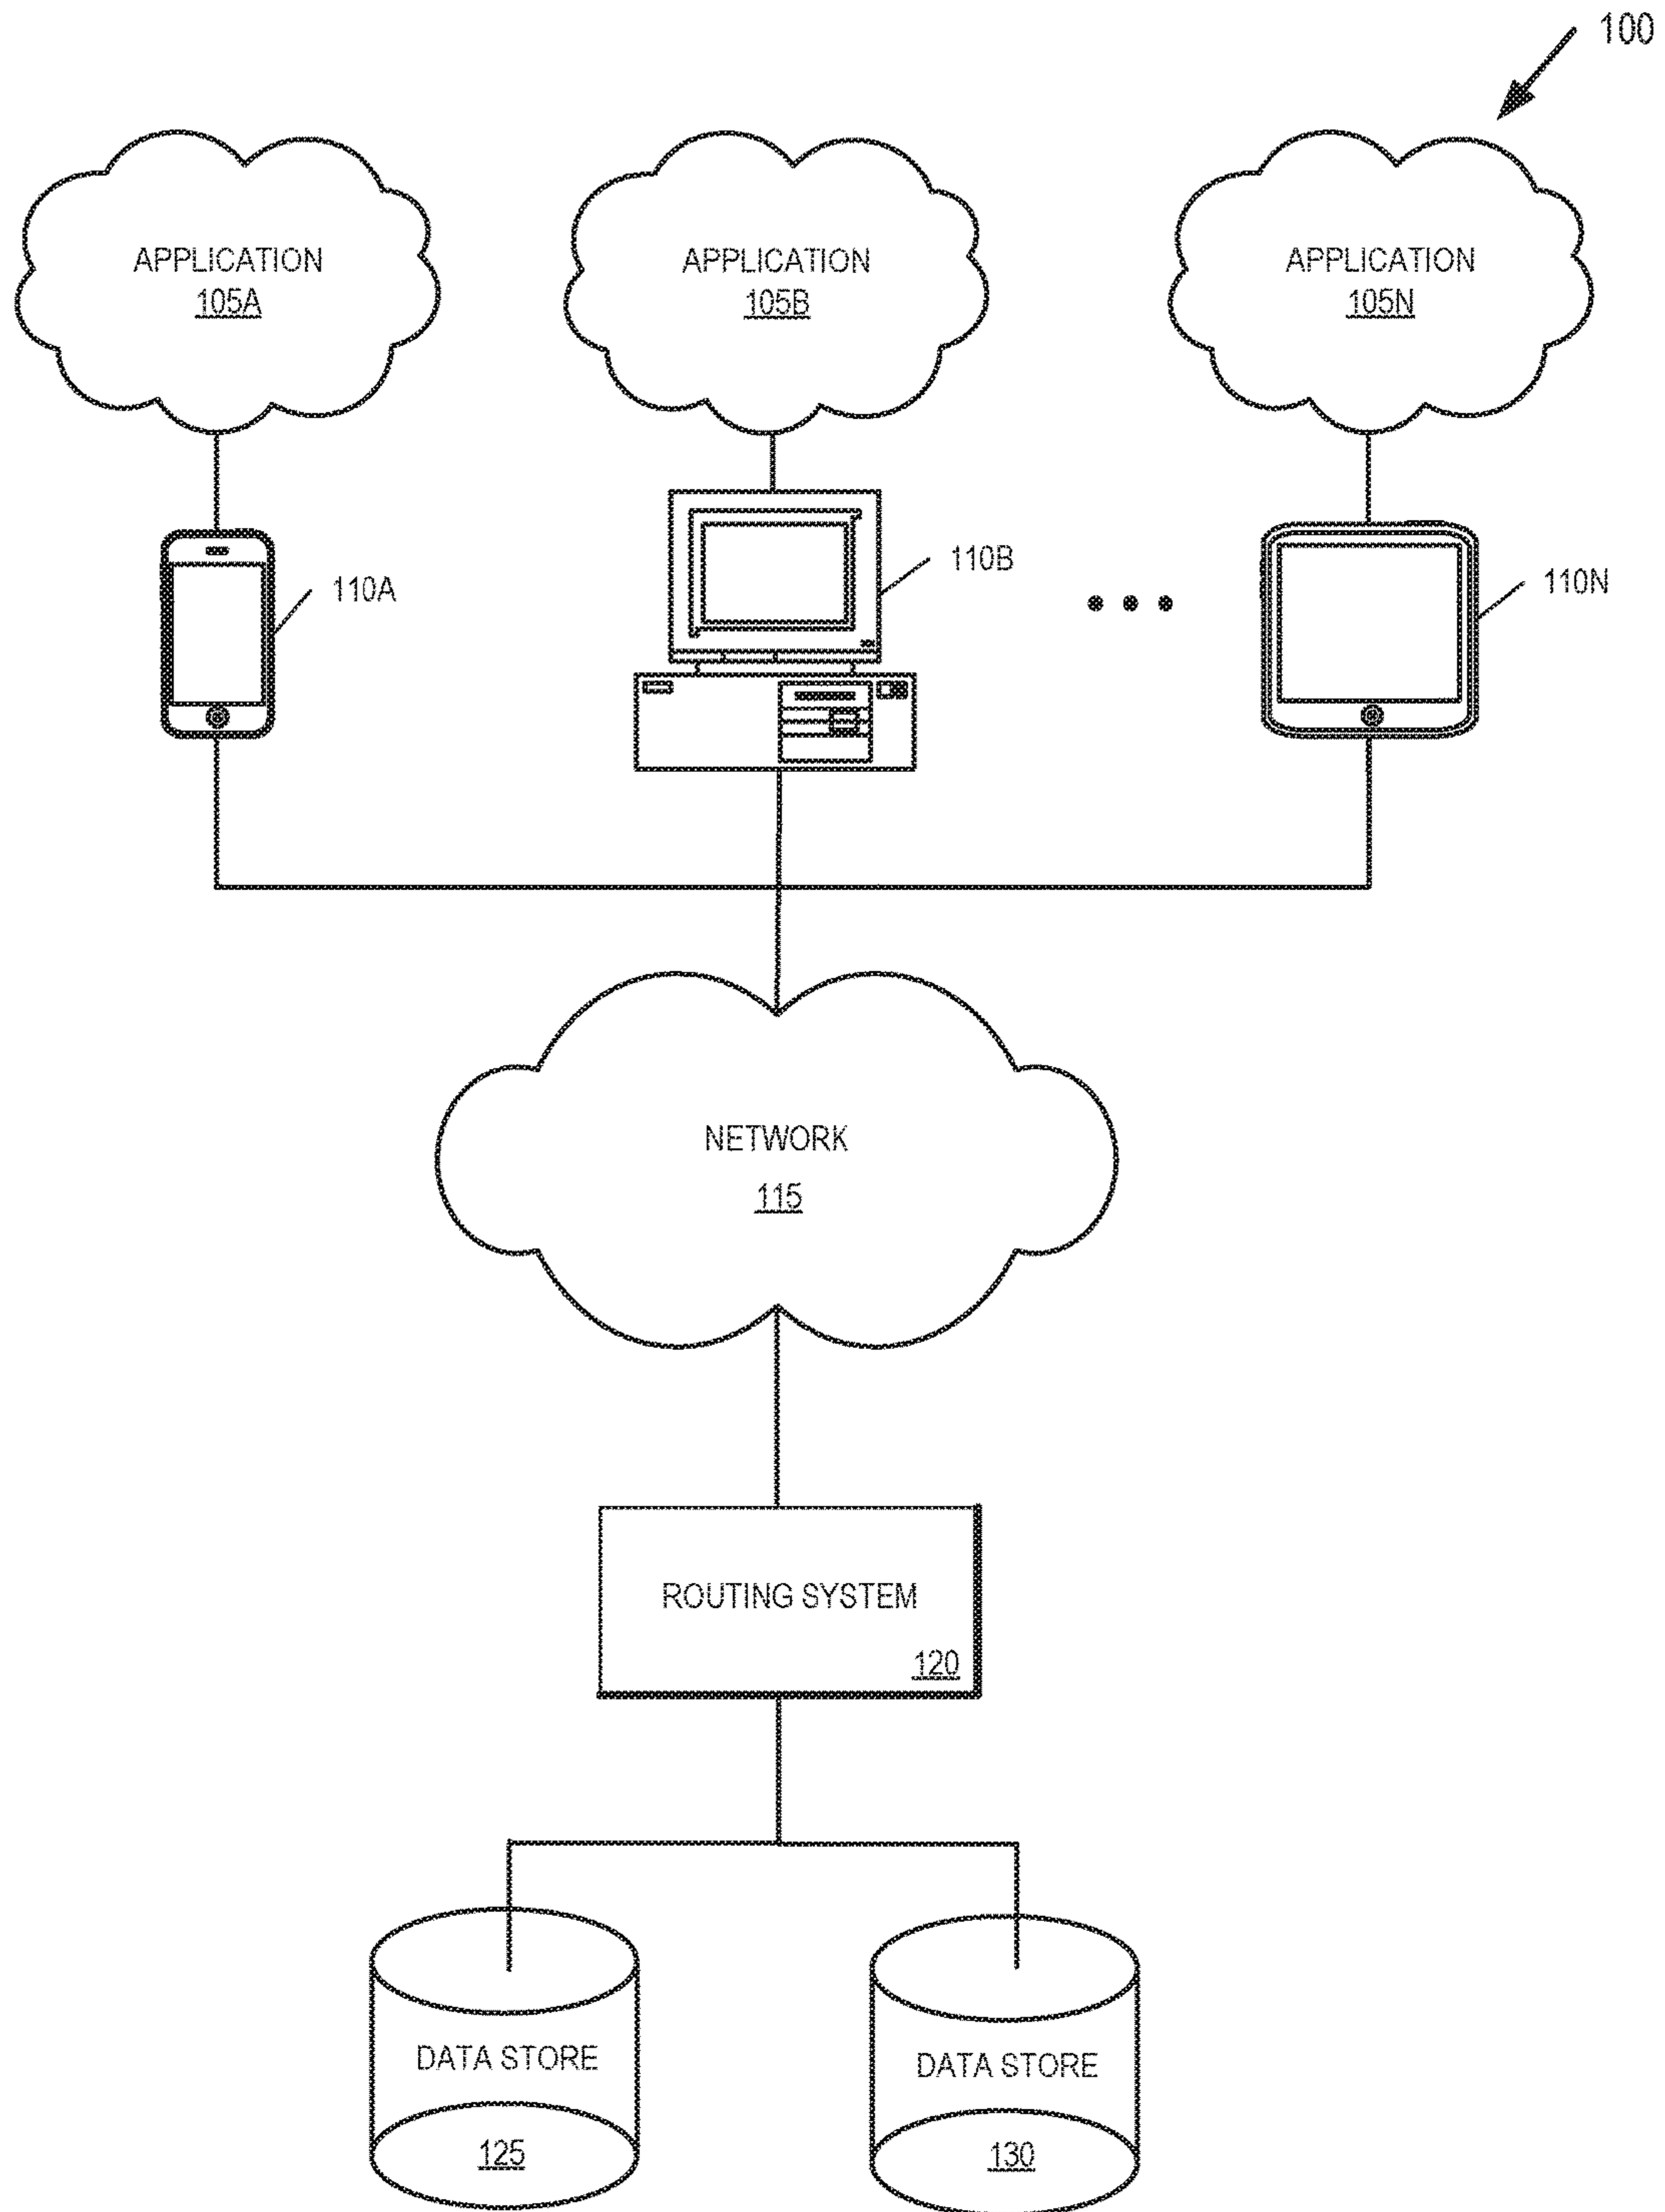 100
APPLICATION
105A
APPLICATION
105B
APPLICATION
105N
110A
110B
110N
NETWORK
115
ROUTING SYSTEM
120
DATA STORE
125
DATA STORE
130